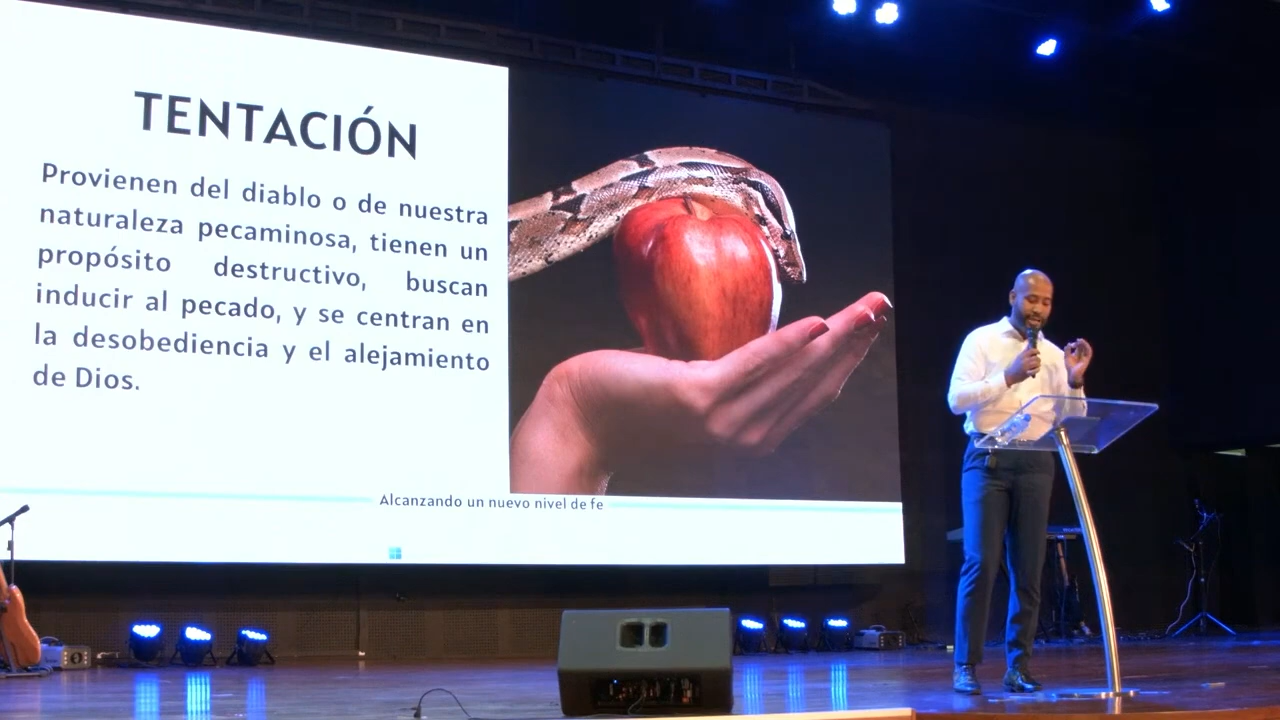 TENTACIÓN
Provienen del diablo o de nuestra
naturaleza pecaminosa, tienen un
propósito destructivo, buscan
inducir al pecado, y se centran en
la desobediencia y el alejamiento
de Dios.
Alcanzando un nuevo nivel de fe